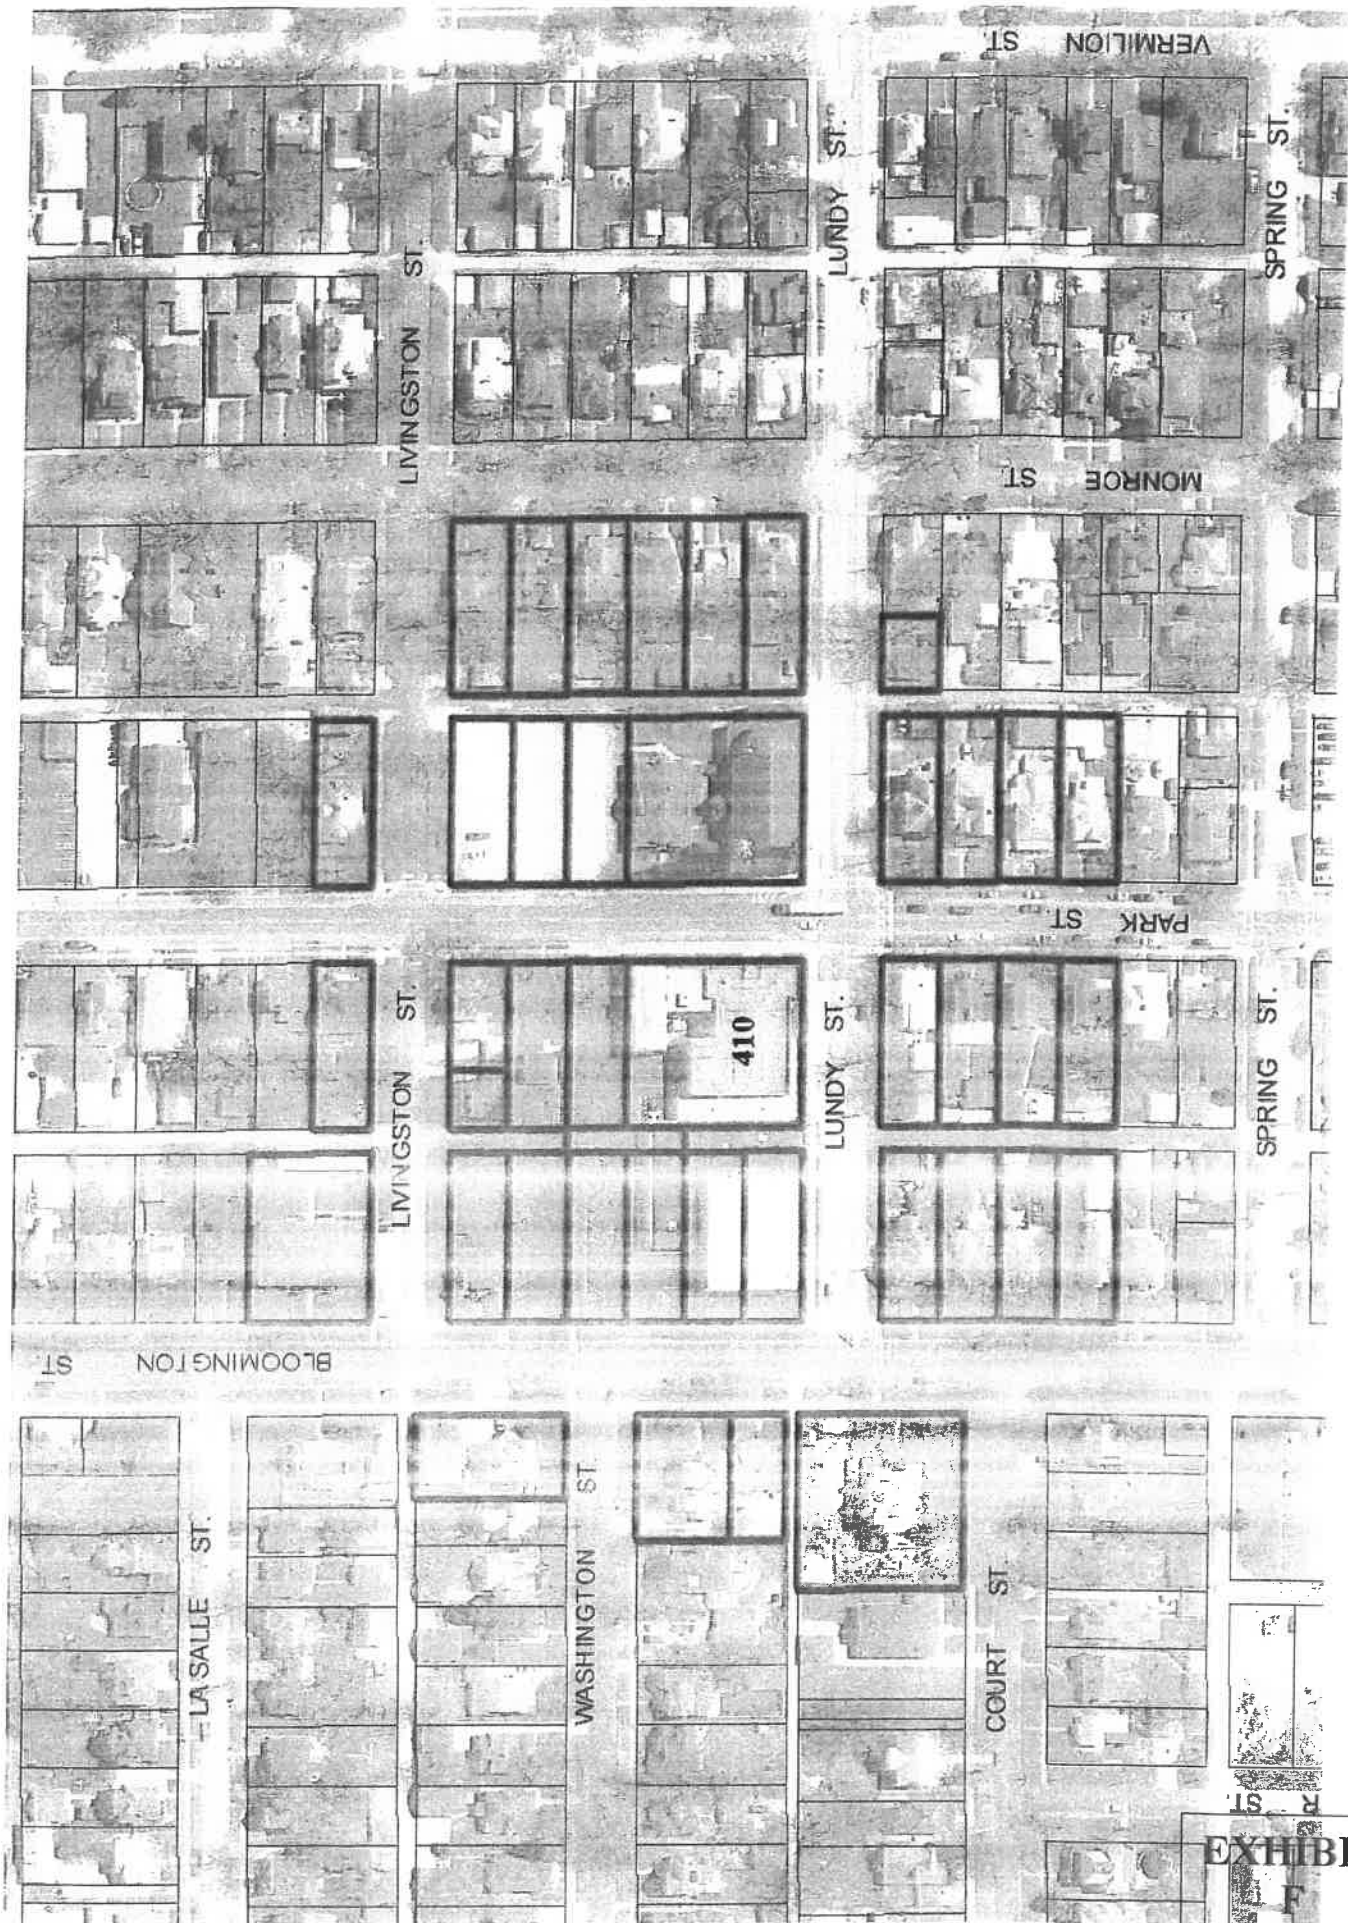 VERMILION ST.
LIVINGSTON ST.
LUNDY ST.
SPRING ST.
MONROE ST.
PARK ST.
LIVINGSTON ST.
410
LUNDY ST.
SPRING ST.
BLOOMINGTON ST.
LA SALLE ST.
WASHINGTON ST.
COURT ST.
R ST.
EXHIBI
F